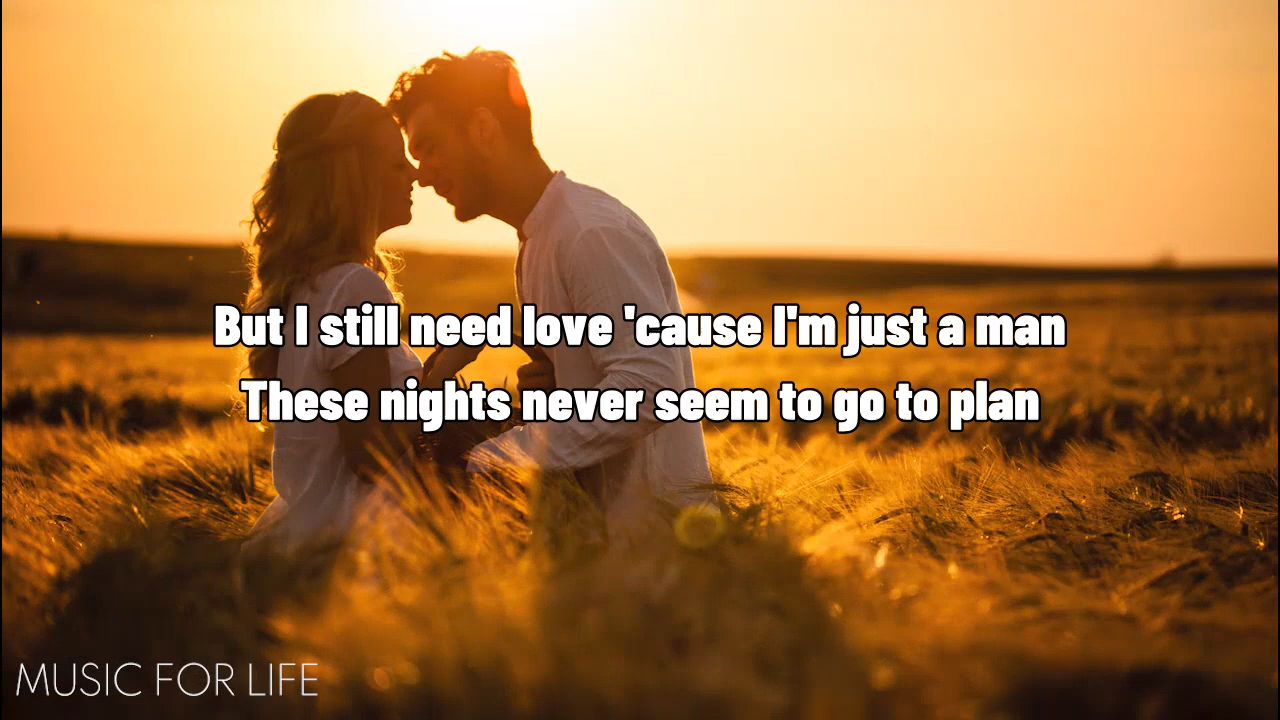 But I still need love 'cause I'm just a man
These nights never seem to go to plan
MUSIC FOR LIFE